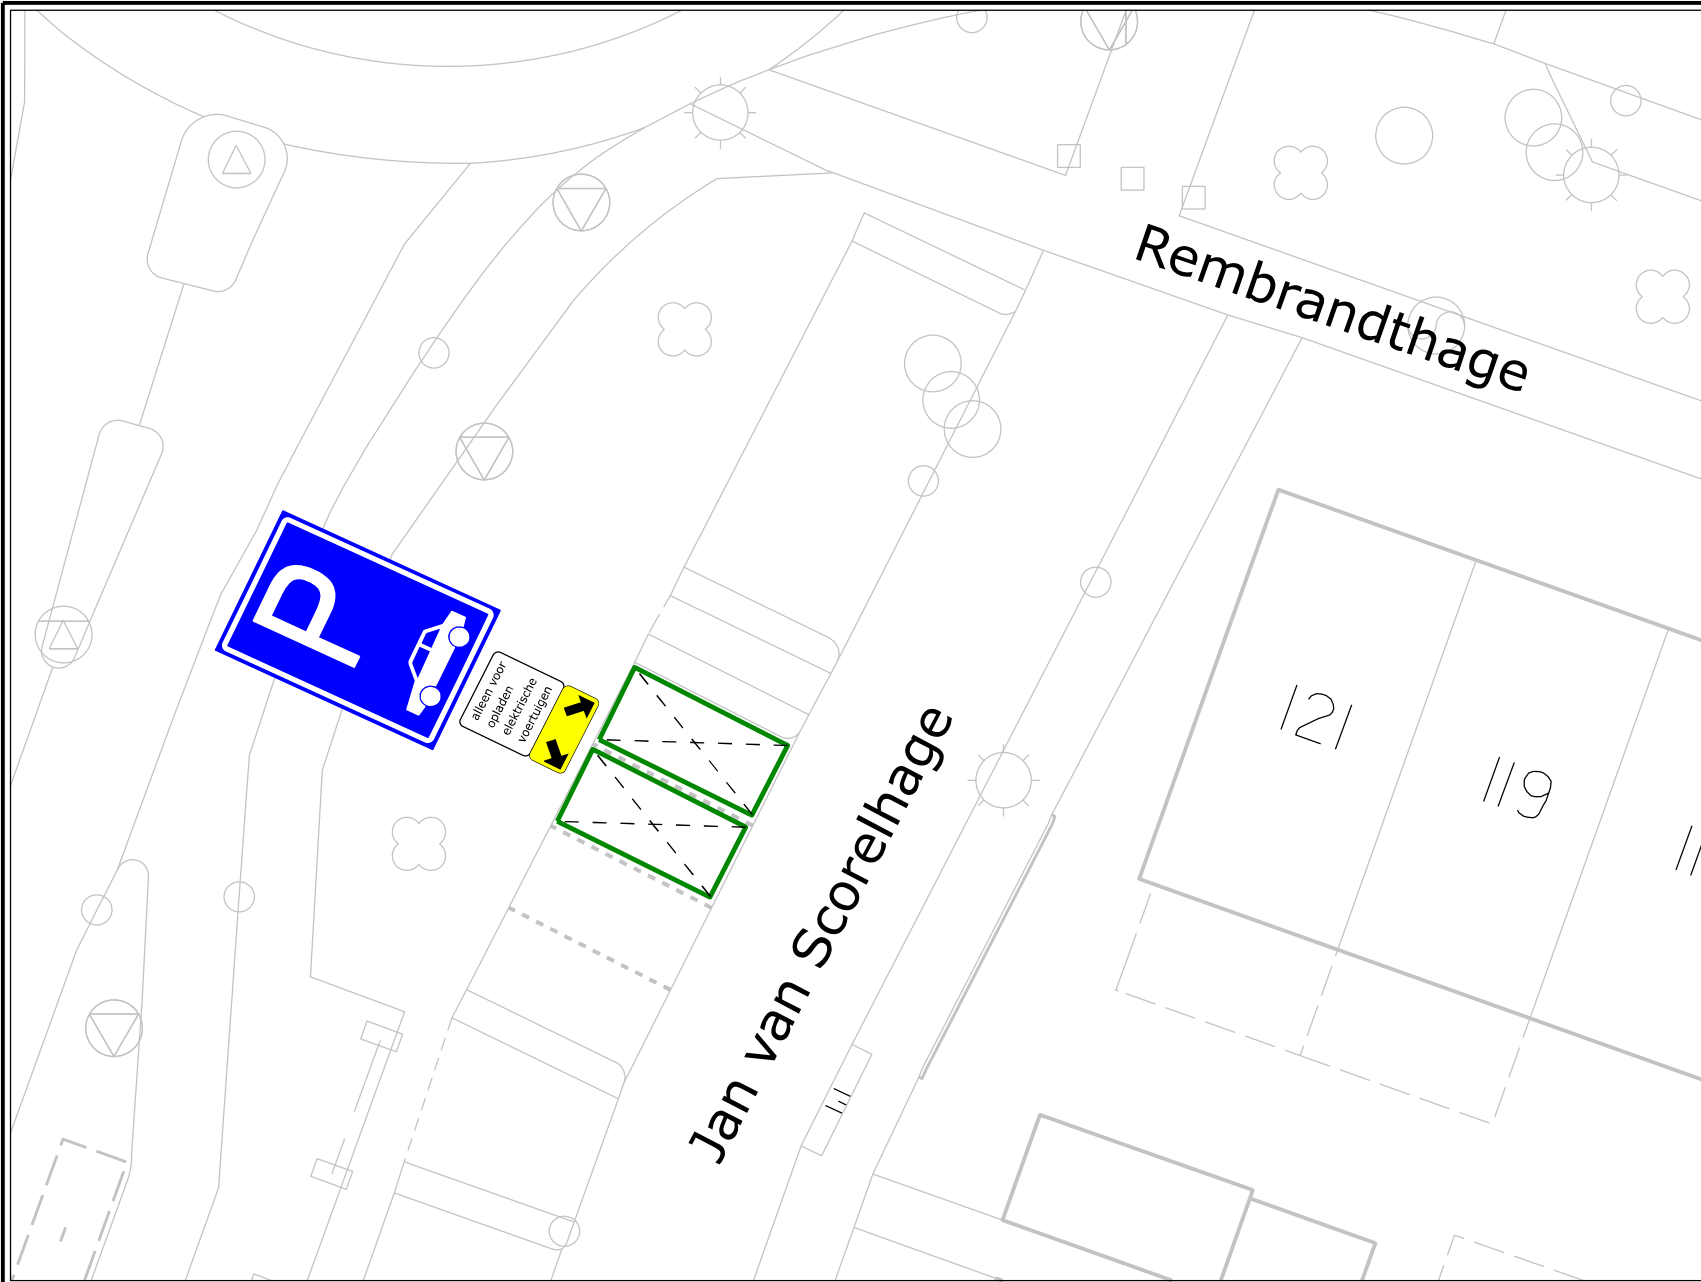 Rembrandthage
P
alleen voor
opladen
elektrische
voertuigen
121
119
Jan van Scorelhage